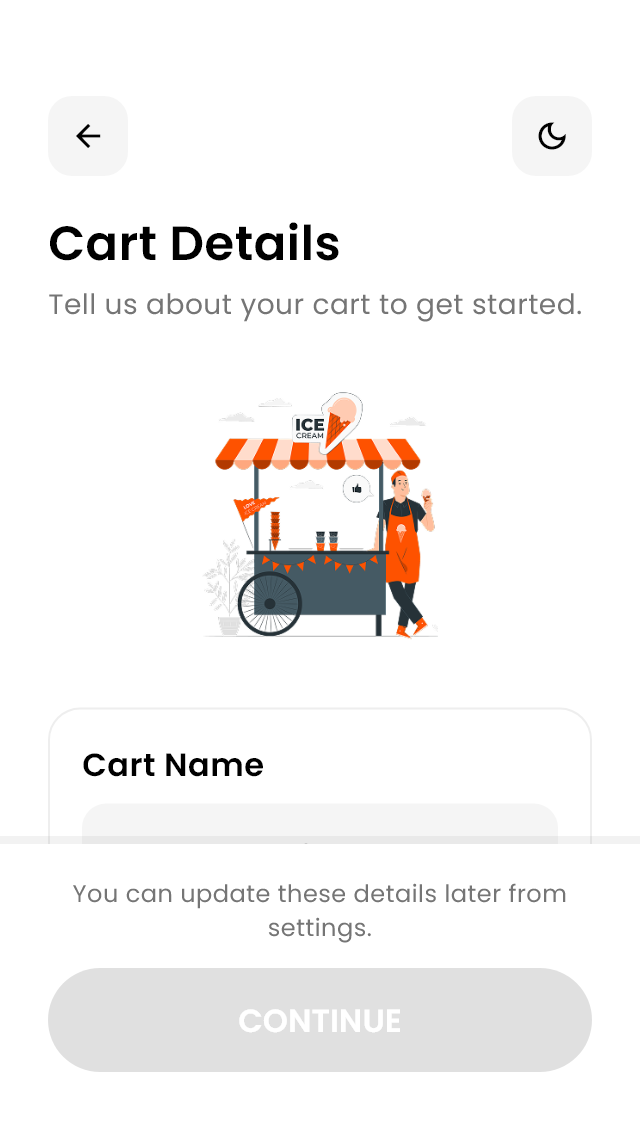 Cart Details
Tell us about your cart to get started.
ICE
CREAM
LOVE
Cart Name
You can update these details later from
settings.
CONTINUE